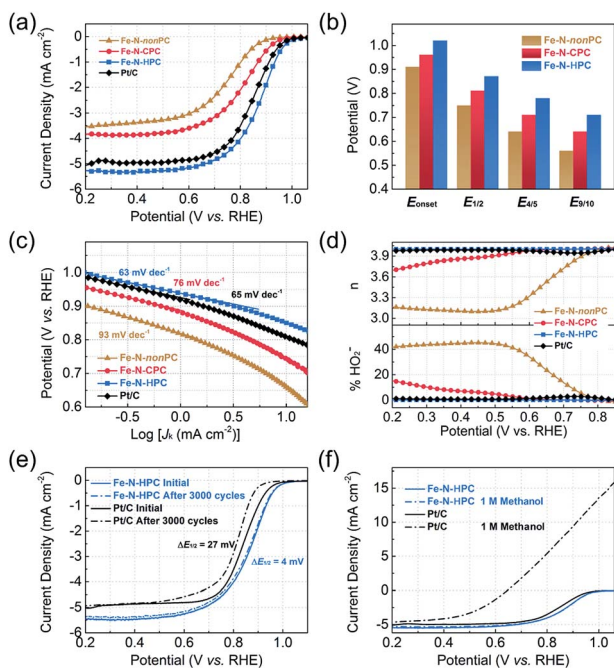 (a)
Fe-N-nonPC
Fe-N-CPC
Fe-N-HPC
Pt/C
Current Density (mA cm⁻²)
0
-1
-2
-3
-4
-5
-6
0.2 0.4 0.6 0.8 1.0
Potential (V vs. RHE)
(b)
Fe-N-nonPC
Fe-N-CPC
Fe-N-HPC
Potential (V)
1.2
1.0
0.8
0.6
0.4
Eonset E1/2 E4/5 E9/10
(c)
63 mV dec⁻¹
76 mV dec⁻¹
65 mV dec⁻¹
93 mV dec⁻¹
Fe-N-nonPC
Fe-N-CPC
Fe-N-HPC
Pt/C
Potential (V vs. RHE)
1.1
1.0
0.9
0.8
0.7
0.6
-0.5 0.0 0.5 1.0
Log [Jk (mA cm⁻²)]
(d)
n
3.9
3.6
3.3
3.0
Fe-N-nonPC
Fe-N-CPC
Fe-N-HPC
Pt/C
% HO₂⁻
40
20
0
0.2 0.3 0.4 0.5 0.6 0.7 0.8
Potential (V vs. RHE)
(e)
Fe-N-HPC Initial
Fe-N-HPC After 3000 cycles
Pt/C Initial
Pt/C After 3000 cycles
ΔE1/2 = 27 mV
ΔE1/2 = 4 mV
Current Density (mA cm⁻²)
0
-1
-2
-3
-4
-5
-6
0.2 0.4 0.6 0.8 1.0
Potential (V vs. RHE)
(f)
Fe-N-HPC
Fe-N-HPC 1 M Methanol
Pt/C
Pt/C 1 M Methanol
Current Density (mA cm⁻²)
15
10
5
0
-5
0.2 0.4 0.6 0.8 1.0
Potential (V vs. RHE)